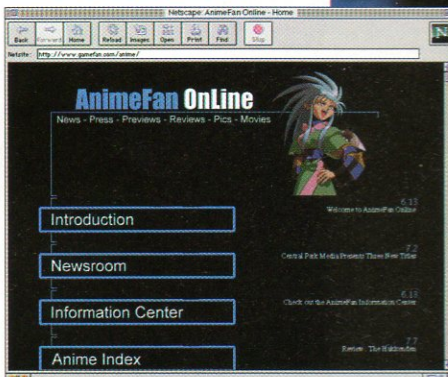 Netscape: AnimeFan Online - Home
Back Forward Home Reload Images Open Print Find Stop
N
Netsite: http://www.gamefan.com/anime/
AnimeFan OnLine
News - Press - Previews - Reviews - Pics - Movies
6.13
Welcome to AnimeFan Online
Introduction
7.2
Central Park Media Presents Three New Titles
Newsroom
6.13
Check out the AnimeFan Information Center
Information Center
7.7
Review: The Hakkenden
Anime Index